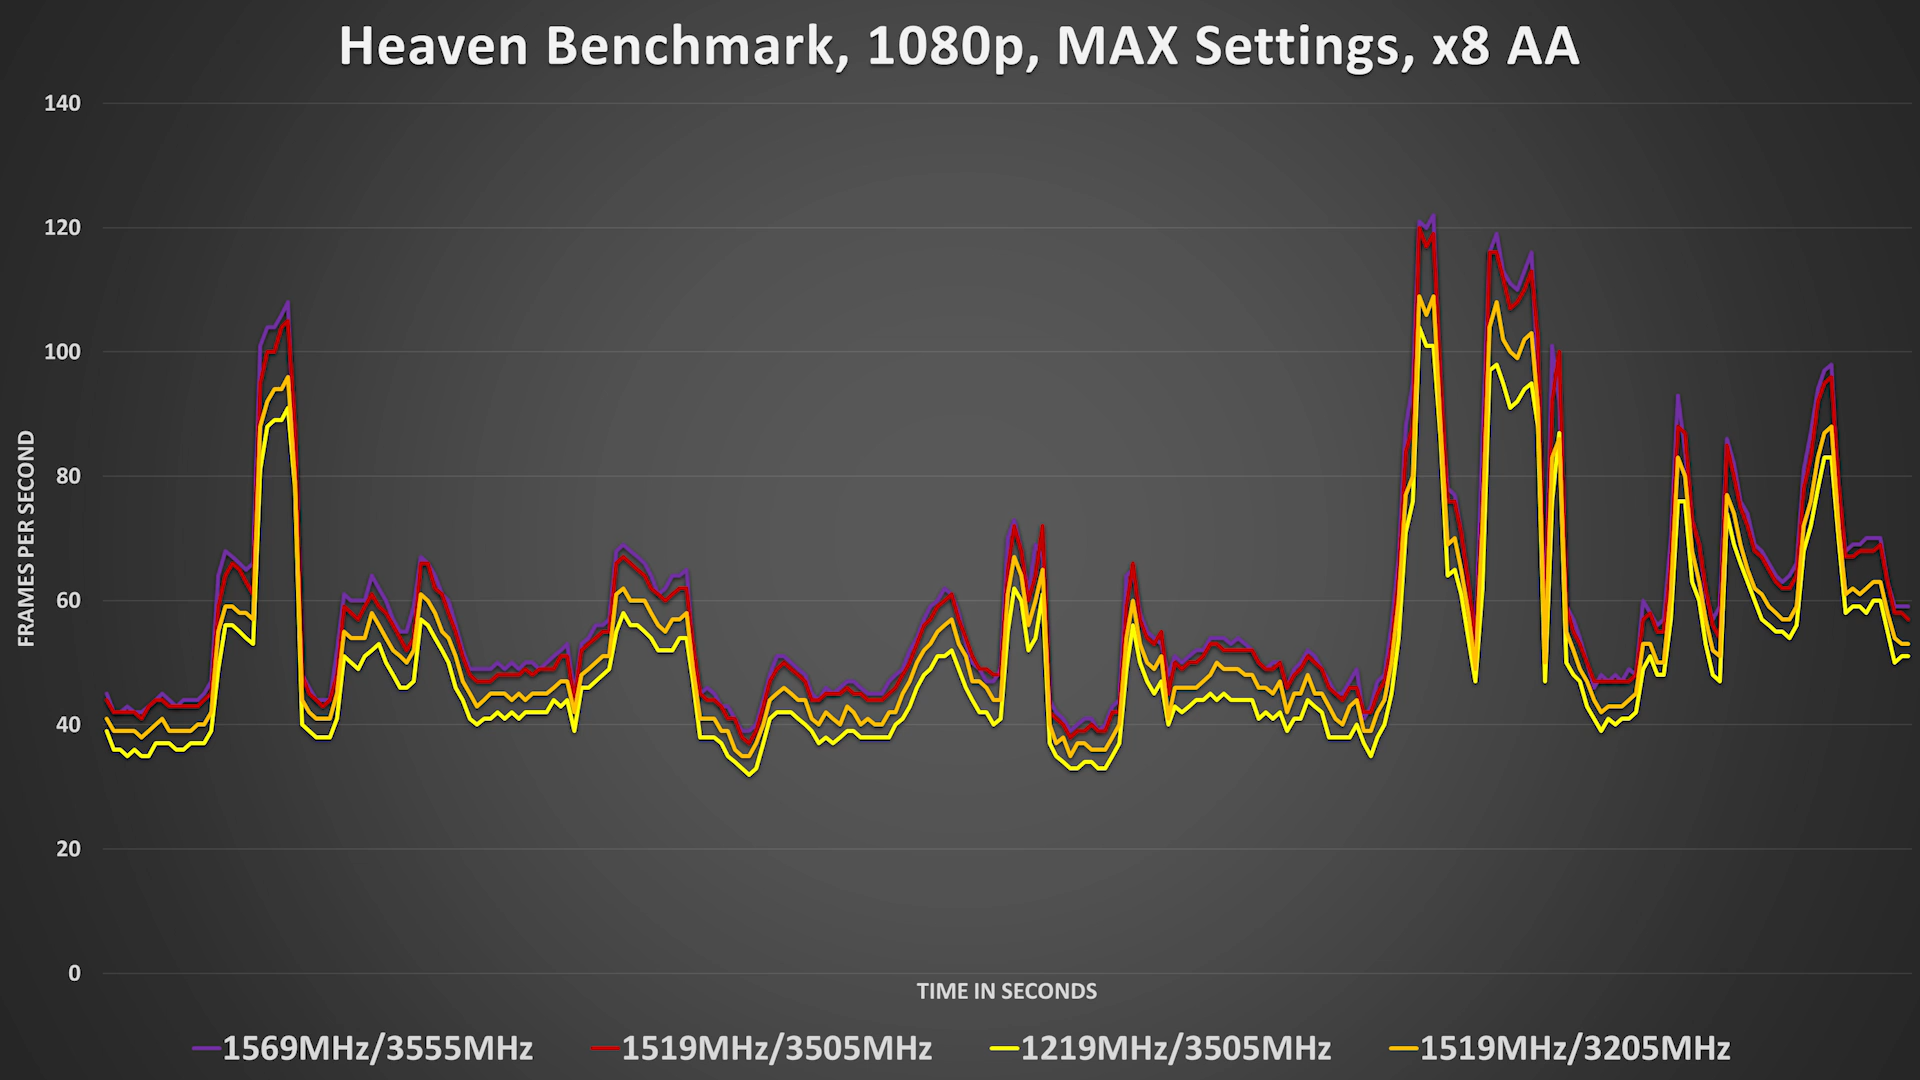 Heaven Benchmark, 1080p, MAX Settings, x8 AA
140
120
100
80
60
40
20
0
FRAMES PER SECOND
TIME IN SECONDS
1569MHz/3555MHz
1519MHz/3505MHz
1219MHz/3505MHz
1519MHz/3205MHz